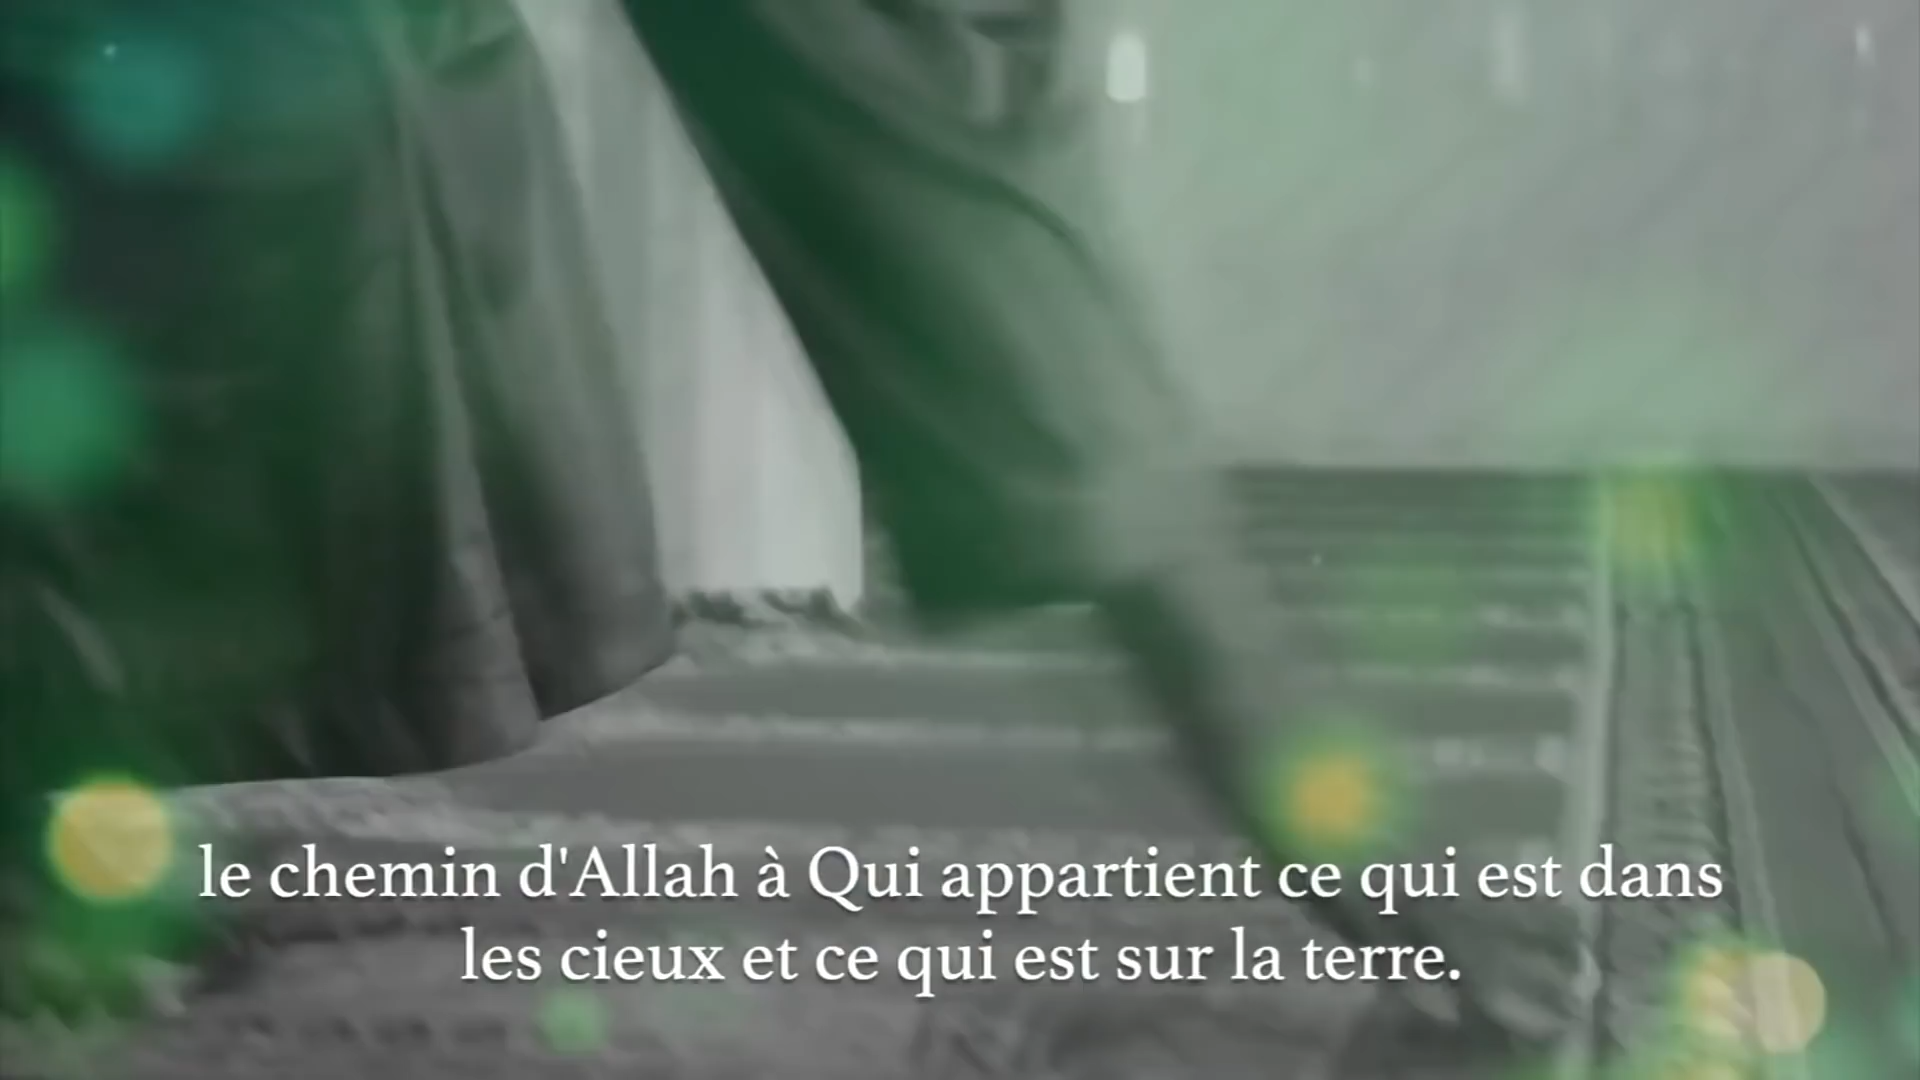 le chemin d'Allah à Qui appartient ce qui est dans
les cieux et ce qui est sur la terre.